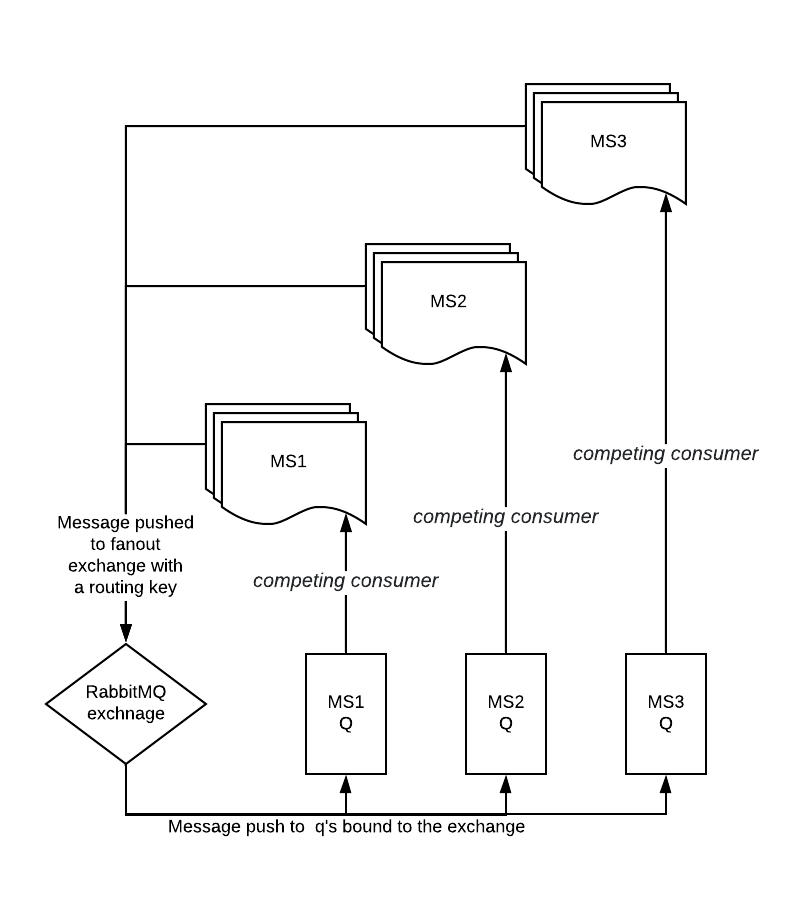 MS3
MS2
MS1
competing consumer
competing consumer
competing consumer
Message pushed
to fanout
exchange with
a routing key
RabbitMQ
exchnage
MS1
Q
MS2
Q
MS3
Q
Message push to  q's bound to the exchange